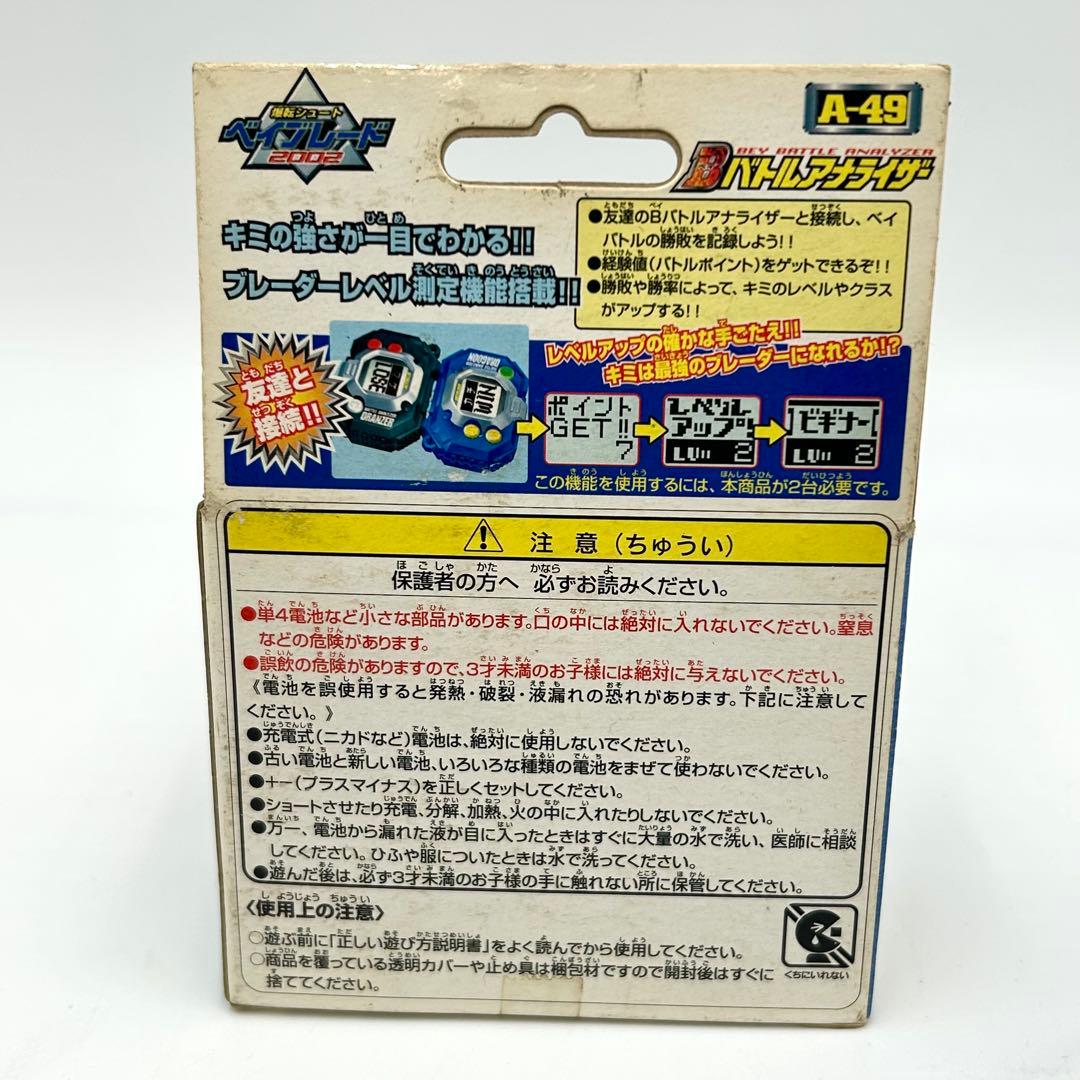 爆転シュート
ベイブレード
2002
A-49
BEY BATTLE ANALYZER
Bバトルアナライザー
キミの強さが一目でわかる!!
ブレーダーレベル測定機能搭載!!
●友達のBバトルアナライザーと接続し、ベイ
バトルの勝敗を記録しよう!!
●経験値(バトルポイント)をゲットできるぞ!!
●勝敗や勝率によって、キミのレベルやクラス
がアップする!!
レベルアップの確かな手ごたえ!!
キミは最強のブレーダーになれるか!?
友達と
接続!!
LOSE
DRANZER
DRAGOON
WIN
ポイント
GET!!
7
レベル
アップ!
LV 2
ビギナー
LV 2
この機能を使用するには、本商品が2台必要です。
注意(ちゅうい)
保護者の方へ 必ずお読みください。
●単4電池など小さな部品があります。口の中には絶対に入れないでください。窒息
などの危険があります。
●誤飲の危険がありますので、3才未満のお子様には絶対に与えないでください。
《電池を誤使用すると発熱・破裂・液漏れの恐れがあります。下記に注意して
ください。》
●充電式(ニカドなど)電池は、絶対に使用しないでください。
●古い電池と新しい電池、いろいろな種類の電池をまぜて使わないでください。
●+−(プラスマイナス)を正しくセットしてください。
●ショートさせたり充電、分解、加熱、火の中に入れたりしないでください。
●万一、電池から漏れた液が目に入ったときはすぐに大量の水で洗い、医師に相談
してください。ひふや服についたときは水で洗ってください。
●遊んだ後は、必ず3才未満のお子様の手に触れない所に保管してください。
〈使用上の注意〉
○遊ぶ前に「正しい遊び方説明書」をよく読んでから使用してください。
○商品を覆っている透明カバーや止め具は梱包材ですので開封後はすぐに
捨ててください。
くちにいれない